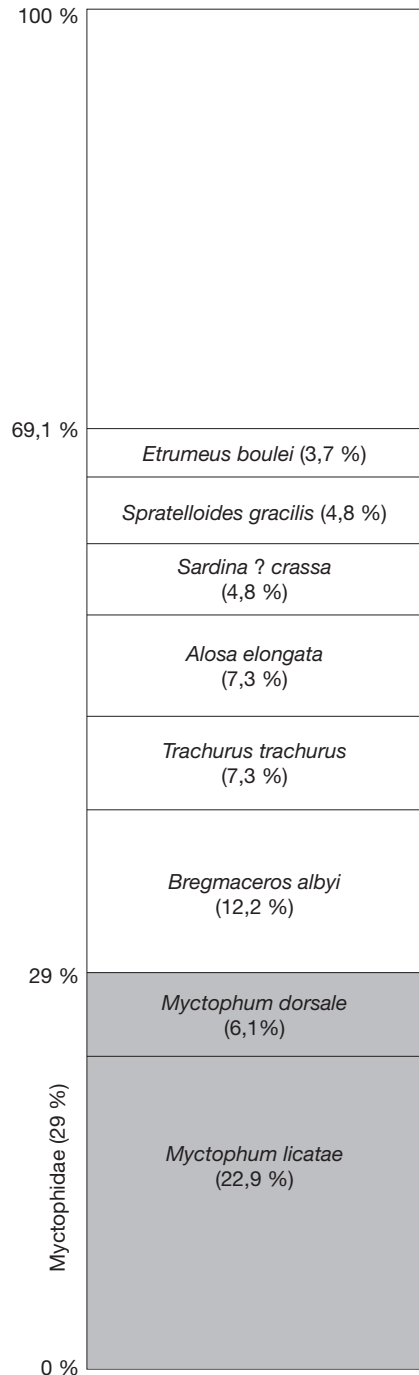 100 %
69,1 %
Etrumeus boulei (3,7 %)
Spratelloides gracilis (4,8 %)
Sardina ? crassa
(4,8 %)
Alosa elongata
(7,3 %)
Trachurus trachurus
(7,3 %)
Bregmaceros albyi
(12,2 %)
29 %
Myctophum dorsale
(6,1%)
Myctophidae (29 %)
Myctophum licatae
(22,9 %)
0 %